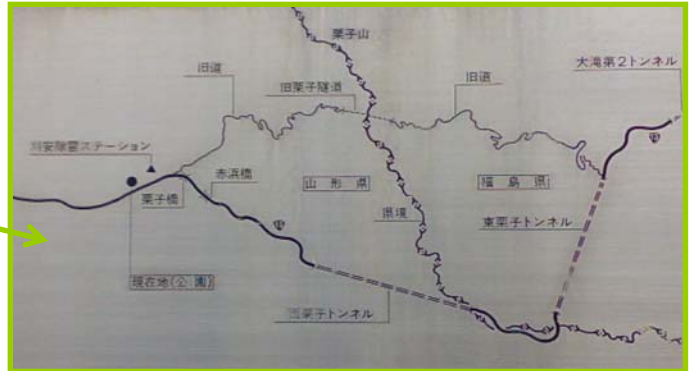 栗子山
大滝第2トンネル
旧道
旧栗子隧道
旧道
刈安除雪ステーション
赤浜橋
山形県
福島県
栗子橋
県境
東栗子トンネル
現在地(公園)
西栗子トンネル